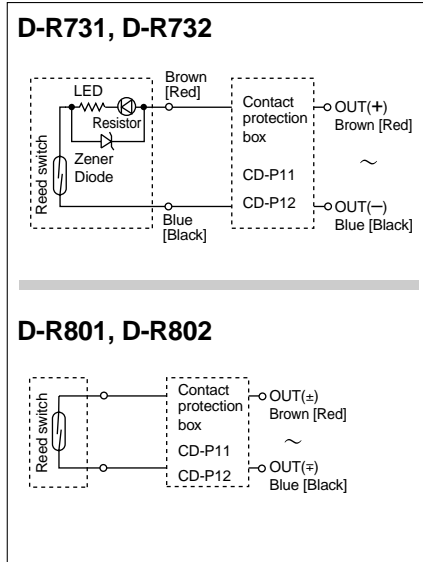 D-R731, D-R732
LED
Resistor
Zener
Diode
Reed switch
Brown
[Red]
Blue
[Black]
Contact
protection
box
CD-P11
CD-P12
OUT(+)
Brown [Red]
~
OUT(−)
Blue [Black]
D-R801, D-R802
Reed switch
Contact
protection
box
CD-P11
CD-P12
OUT(±)
Brown [Red]
~
OUT(∓)
Blue [Black]